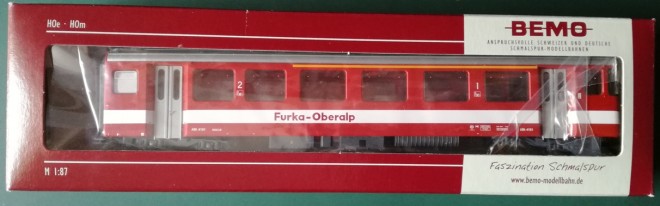 H0e - H0m
BEMO
ANSPRUCHSVOLLE SCHWEIZER UND DEUTSCHE
SCHMALSPUR-MODELLBAHNEN
2
1
Furka-Oberalp
M 1:87
Faszination Schmalspur
www.bemo-modellbahn.de